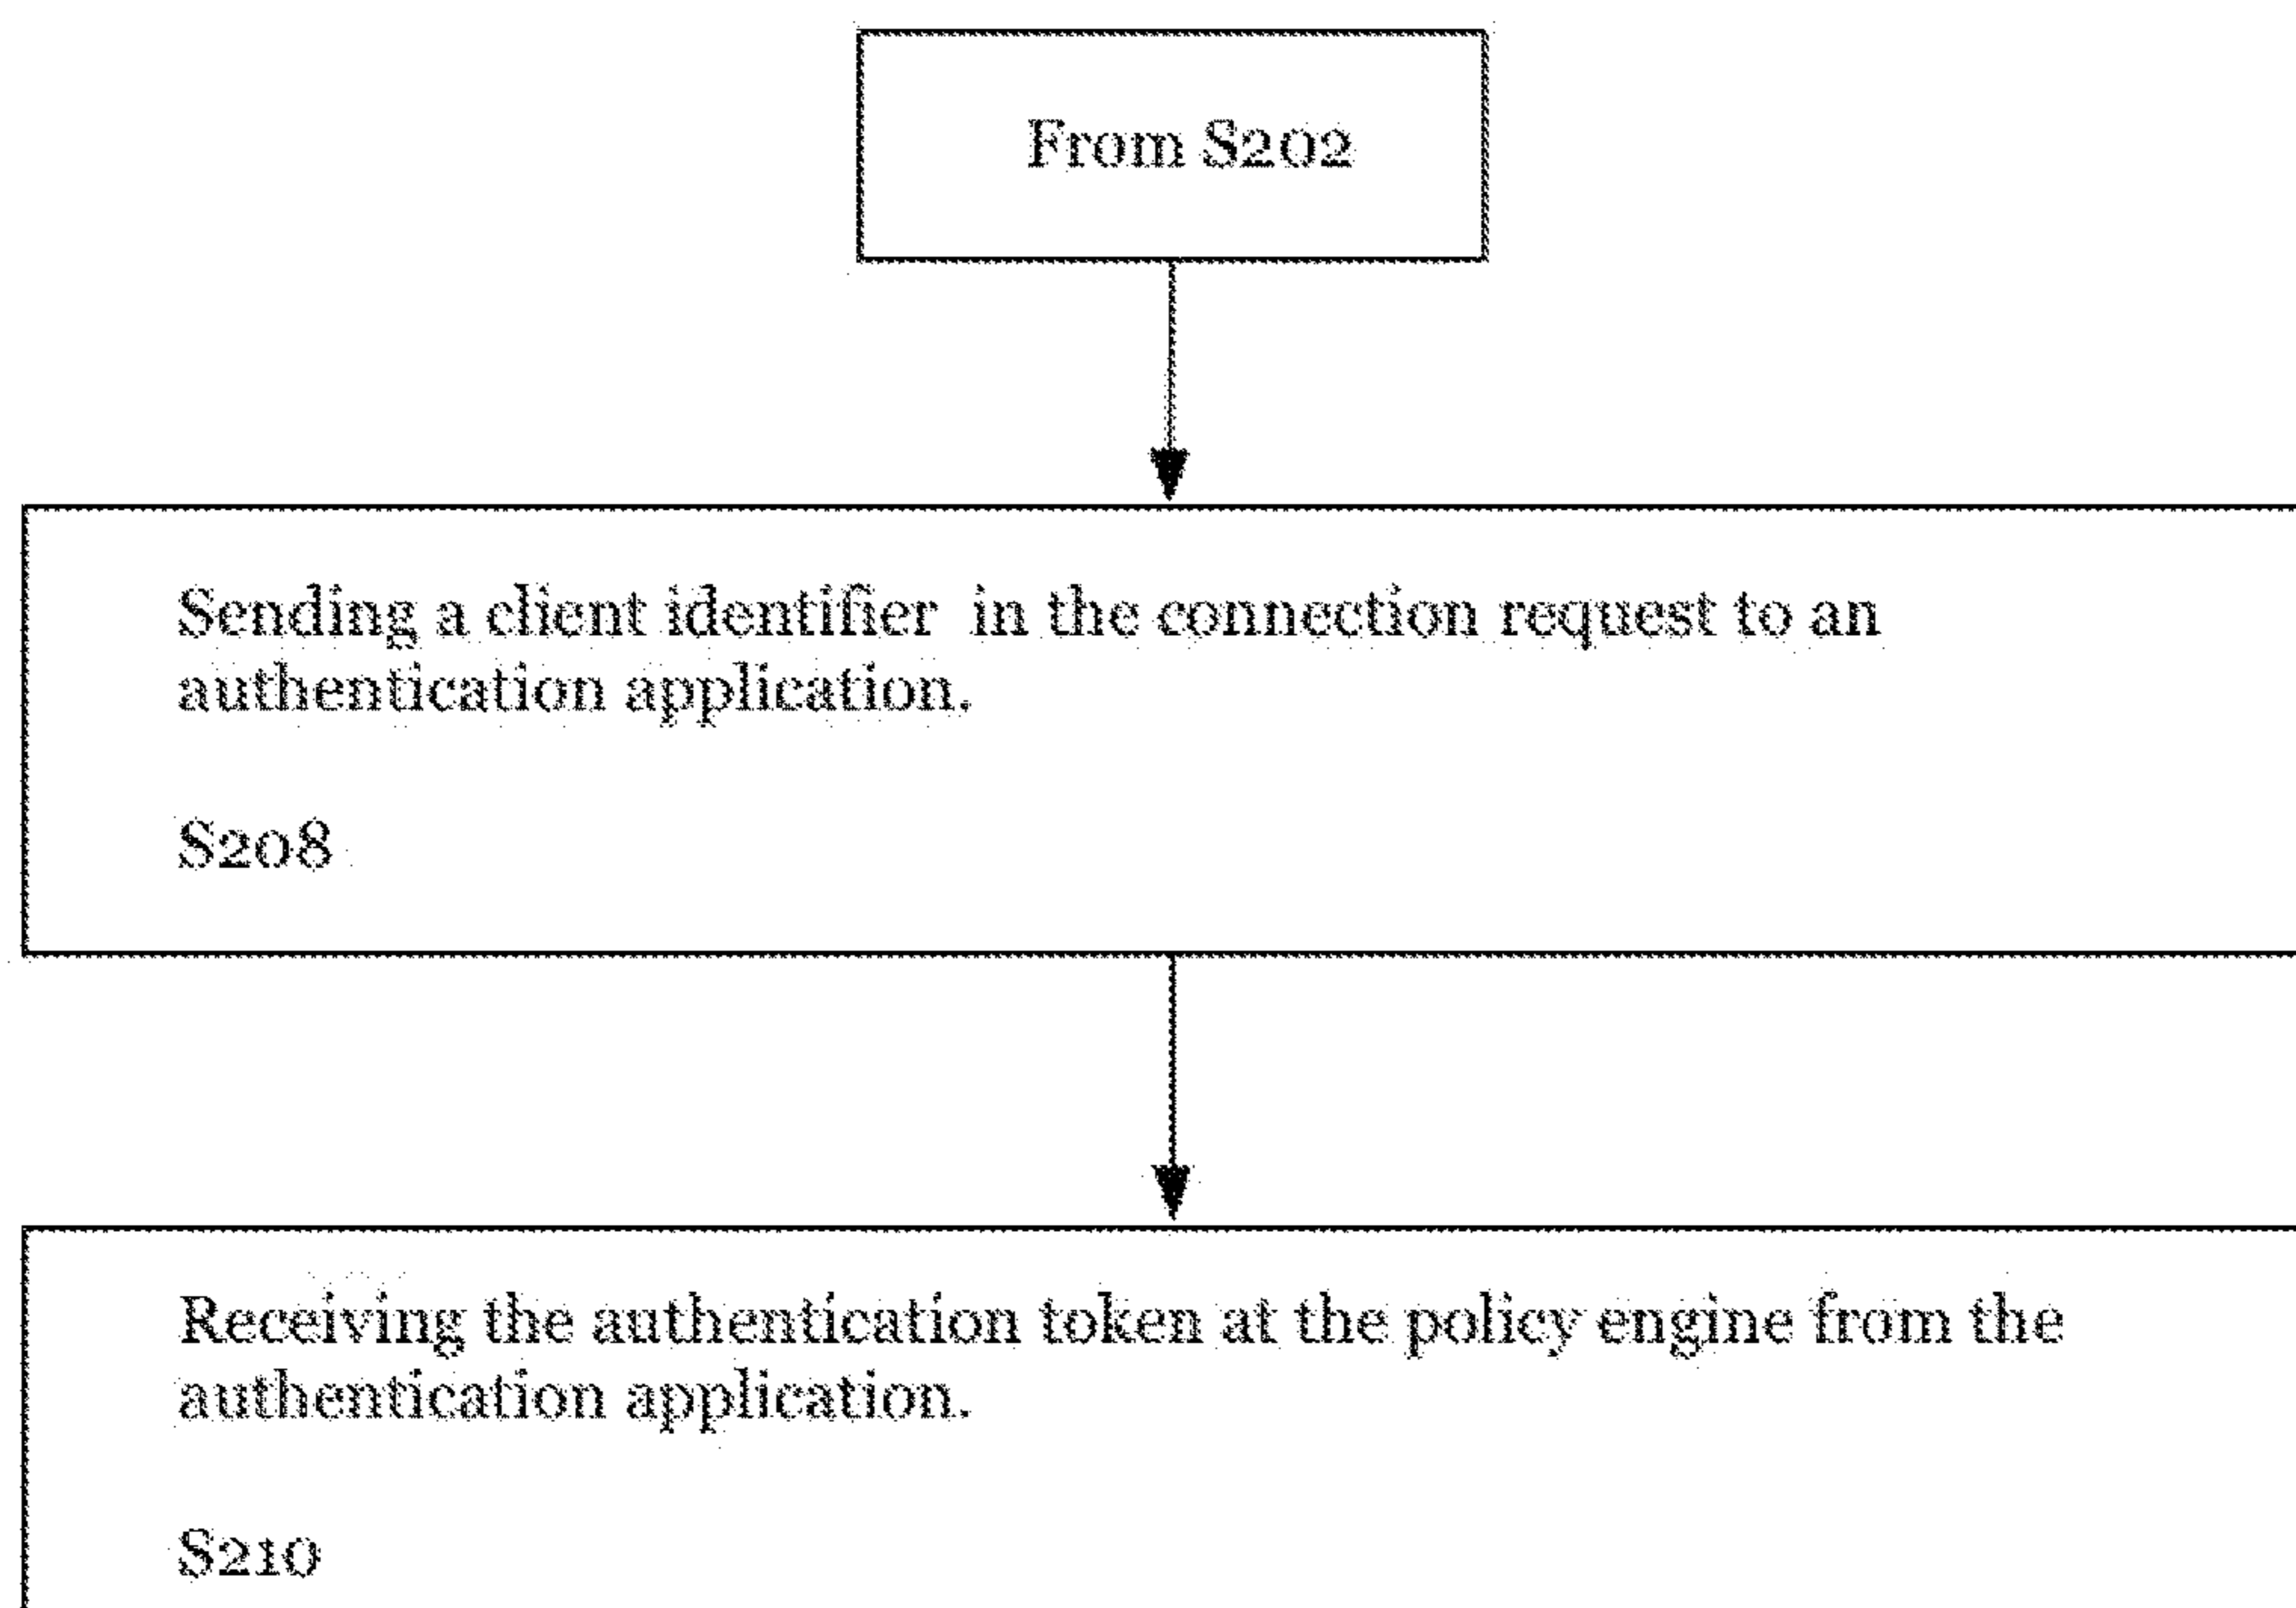 From S202
Sending a client identifier in the connection request to an
authentication application.
S208
Receiving the authentication token at the policy engine from the
authentication application.
S210